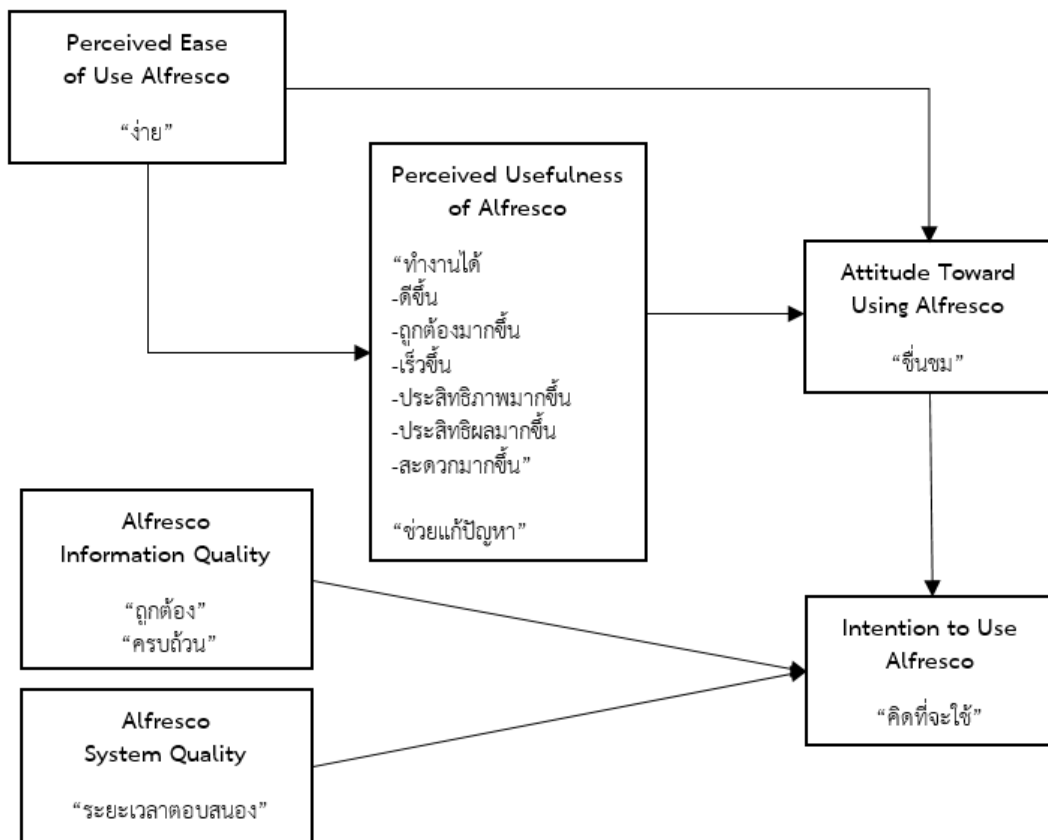 Perceived Ease
of Use Alfresco
“ง่าย”
Perceived Usefulness
of Alfresco
“ทำงานได้
-ดีขึ้น
-ถูกต้องมากขึ้น
-เร็วขึ้น
-ประสิทธิภาพมากขึ้น
-ประสิทธิผลมากขึ้น
-สะดวกมากขึ้น”
“ช่วยแก้ปัญหา”
Attitude Toward
Using Alfresco
“ชื่นชม”
Alfresco
Information Quality
“ถูกต้อง”
“ครบถ้วน”
Alfresco
System Quality
“ระยะเวลาตอบสนอง”
Intention to Use
Alfresco
“คิดที่จะใช้”